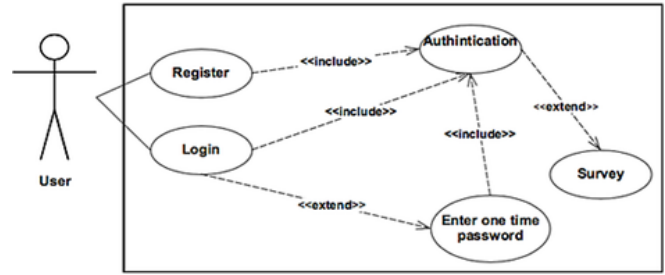 Authintication
<<include>>
Register
<<include>>
<<extend>>
<<include>>
Login
Survey
User
<<extend>>
Enter one time
password